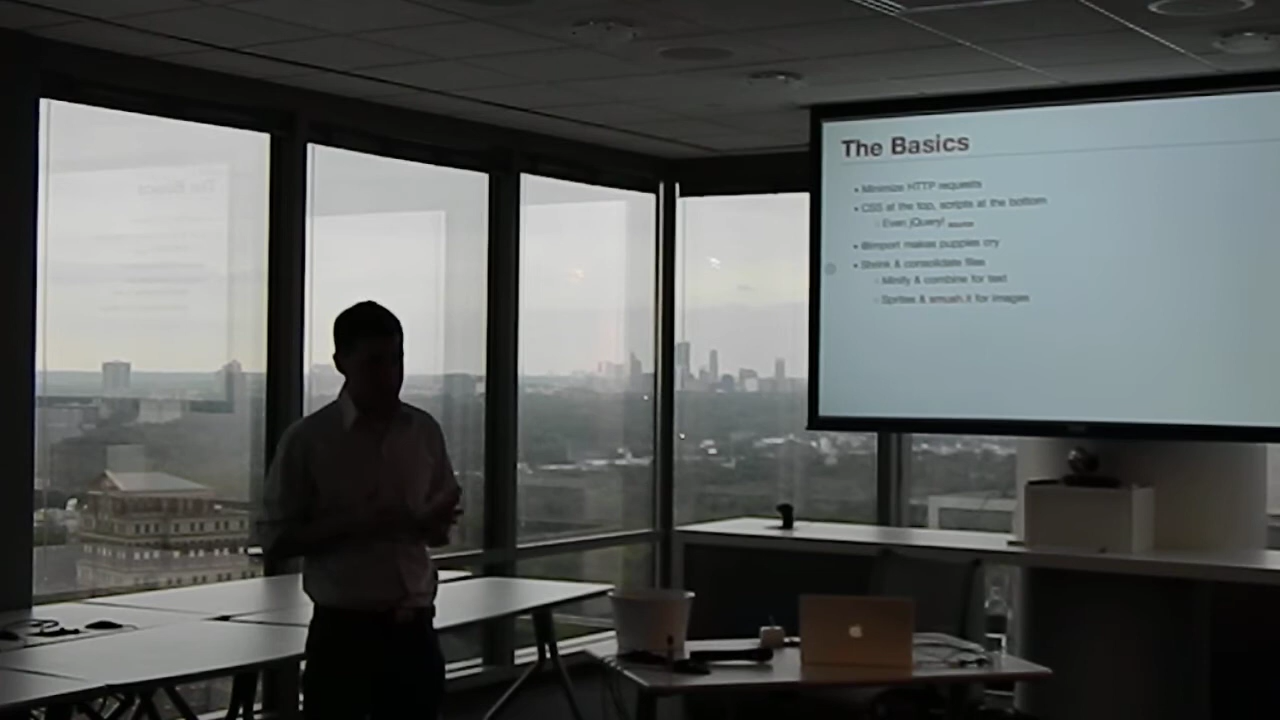 The Basics
• Minimize HTTP requests
• CSS at the top, scripts at the bottom
○ Even jQuery! source
• @import makes puppies cry
• Shrink & consolidate files
○ Minify & combine for text
○ Sprites & smush.it for images